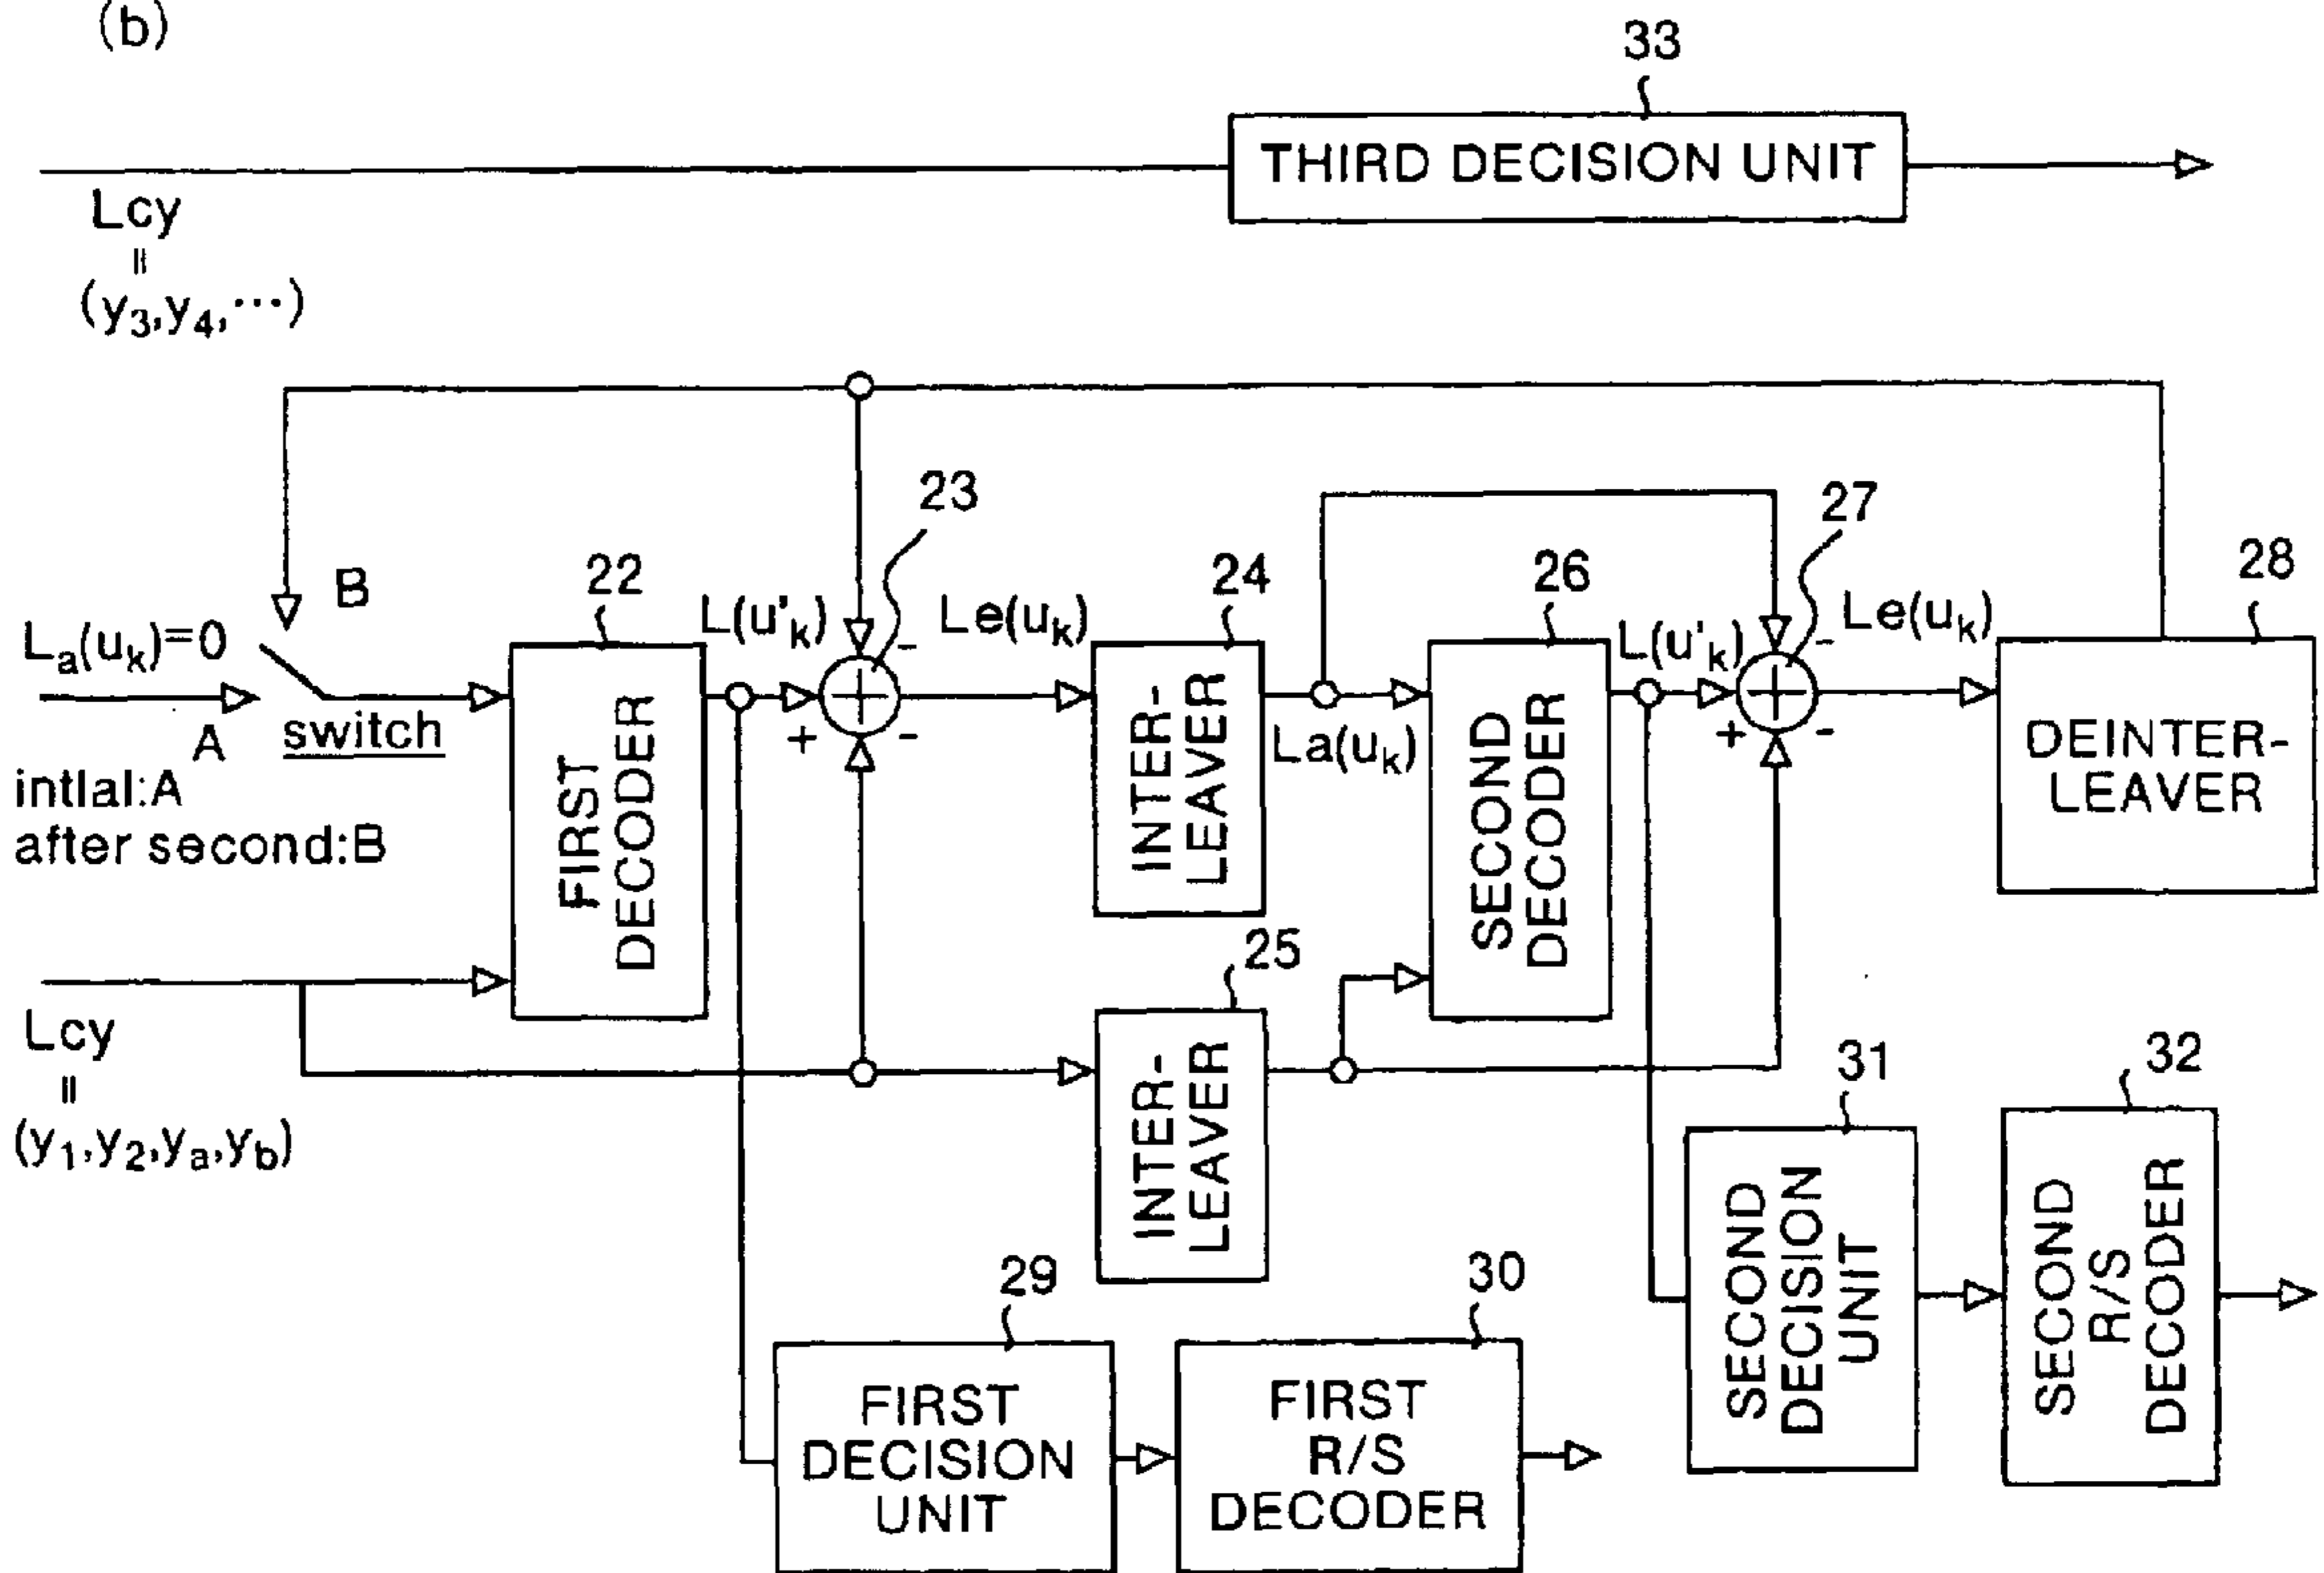 (b)
33
THIRD DECISION UNIT
Lcy
=
(y3,y4,···)
23
27
B
22
24
26
28
La(uk)=0
L(u'k)
Le(uk)
L(u'k)
Le(uk)
A
switch
La(uk)
intlal:A
after second:B
FIRST
DECODER
+
-
-
INTER-
LEAVER
SECOND
DECODER
+
-
-
DEINTER-
LEAVER
Lcy
=
(y1,y2,ya,yb)
25
INTER-
LEAVER
31
32
SECOND
DECISION
UNIT
SECOND
R/S
DECODER
29
30
FIRST
DECISION
UNIT
FIRST
R/S
DECODER